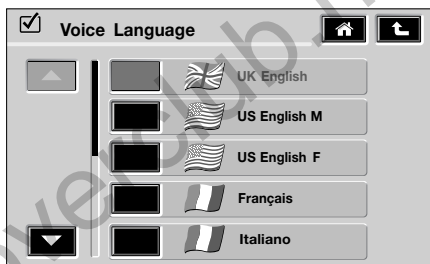 Voice Language
UK English
US English M
US English F
Français
Italiano